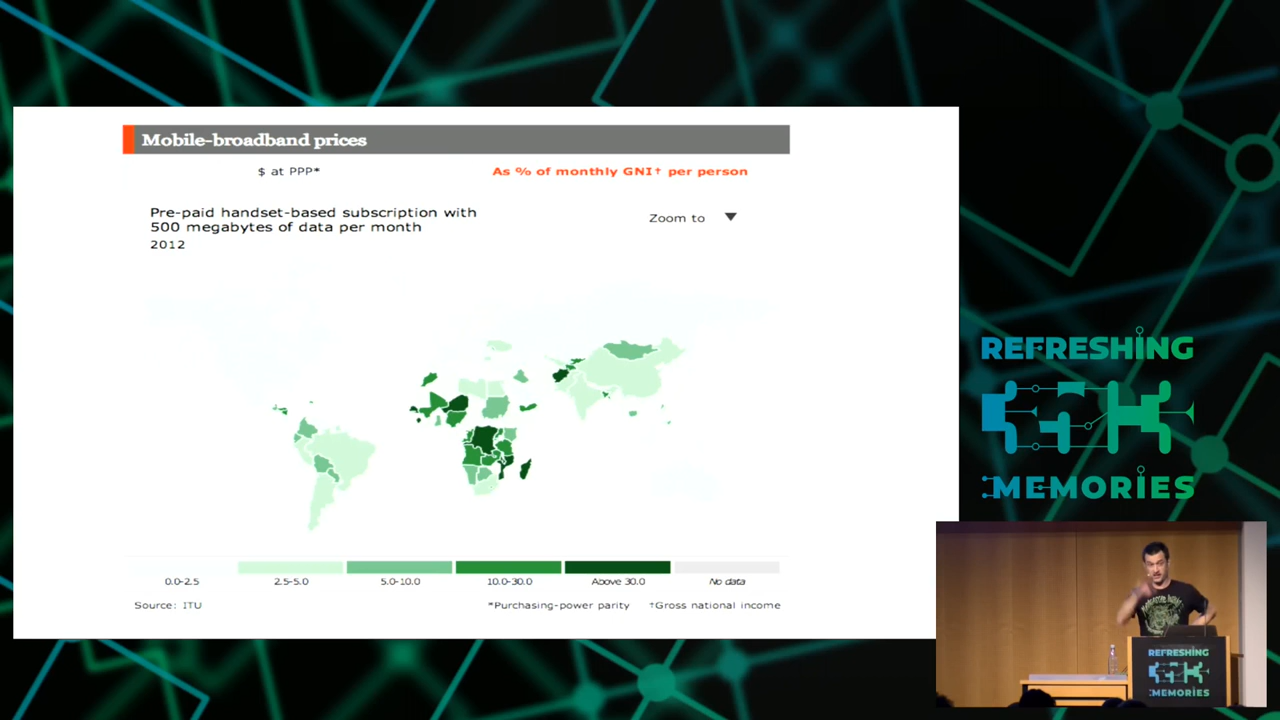 Mobile-broadband prices
$ at PPP*
As % of monthly GNI† per person
Pre-paid handset-based subscription with
500 megabytes of data per month
2012
Zoom to
0.0-2.5
2.5-5.0
5.0-10.0
10.0-30.0
Above 30.0
No data
Source: ITU
*Purchasing-power parity
†Gross national income
REFRESHING
MEMORIES
REFRESHING
MEMORIES